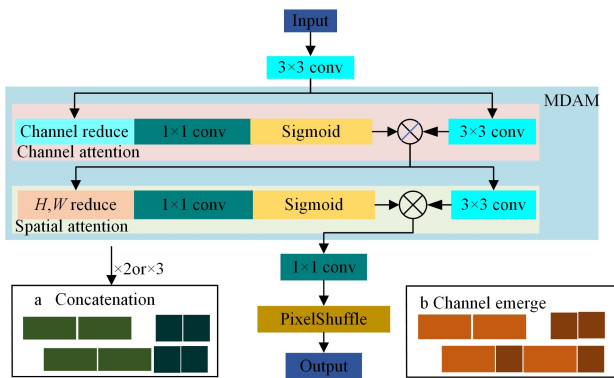 Input
3×3 conv
MDAM
Channel reduce 1×1 conv Sigmoid 3×3 conv
Channel attention
H,W reduce 1×1 conv Sigmoid 3×3 conv
Spatial attention
×2or×3
1×1 conv
a Concatenation
PixelShuffle
b Channel emerge
Output